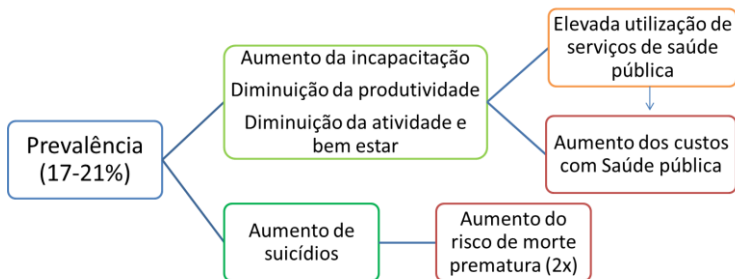 Prevalência
(17-21%)
Aumento da incapacitação
Diminuição da produtividade
Diminuição da atividade e
bem estar
Elevada utilização de
serviços de saúde
pública
Aumento dos custos
com Saúde pública
Aumento de
suicídios
Aumento do
risco de morte
prematura (2x)